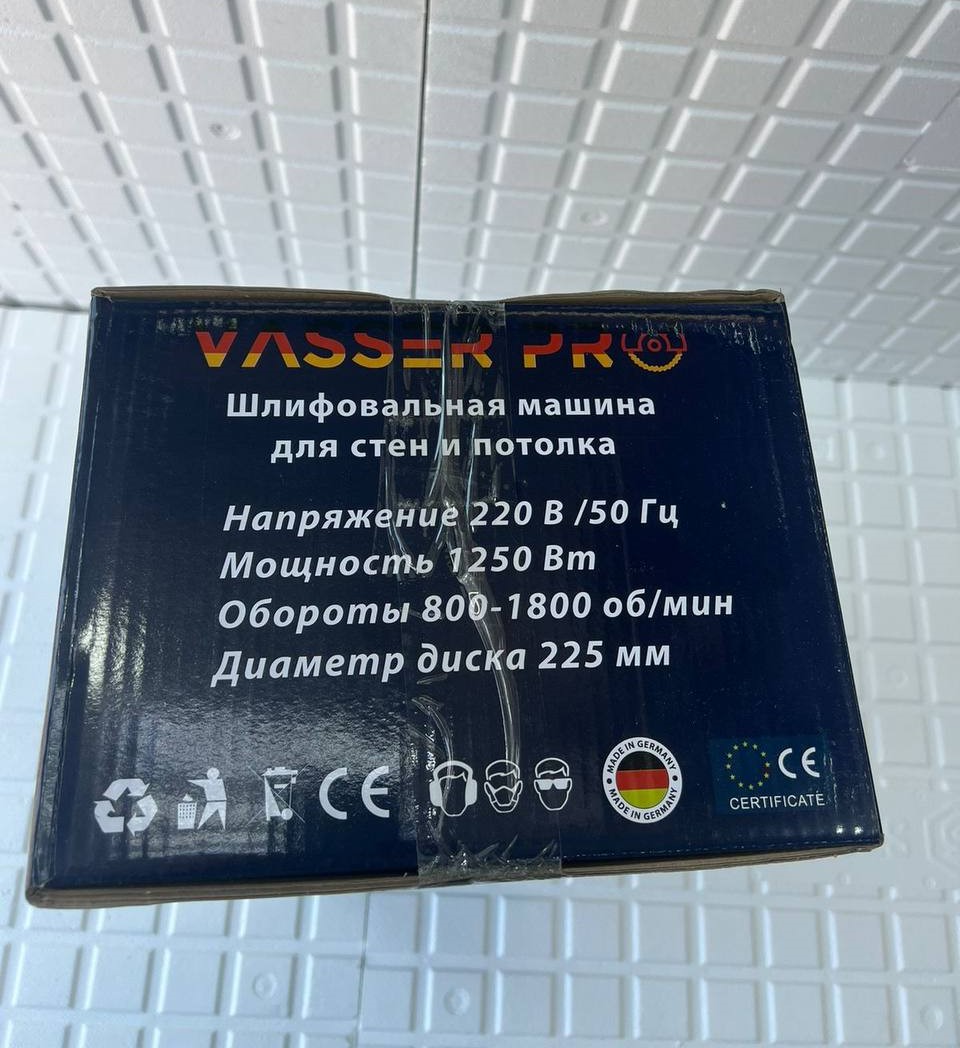 VASSER PRO
Шлифовальная машина
для стен и потолка
Напряжение 220 В /50 Гц
Мощность 1250 Вт
Обороты 800-1800 об/мин
Диаметр диска 225 мм
CE
MADE IN GERMANY
MADE IN GERMANY
CE
CERTIFICATE